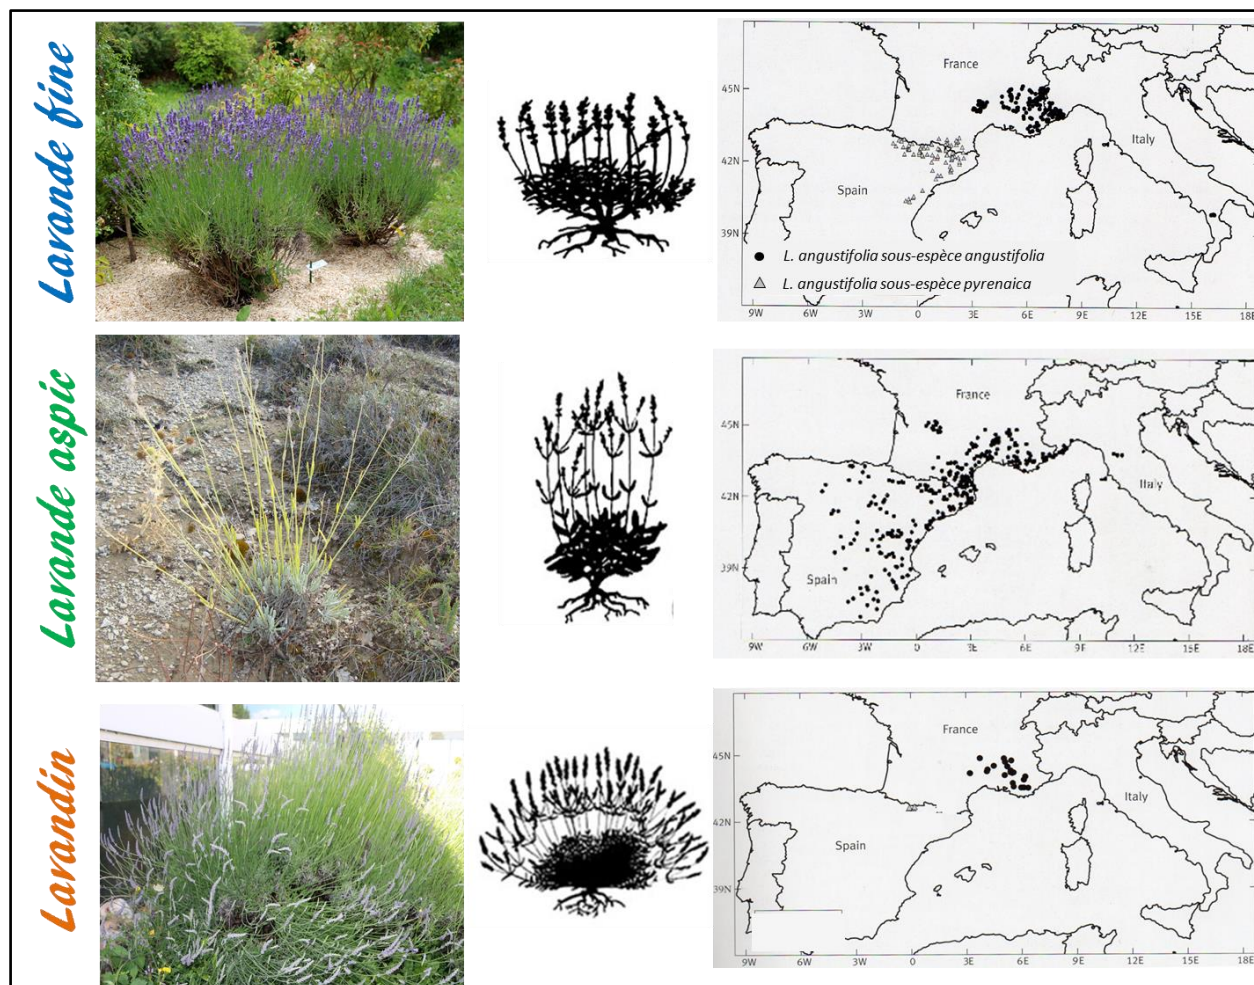 Lavande fine
France
45N
Italy
42N
Spain
39N
L. angustifolia sous-espèce angustifolia
L. angustifolia sous-espèce pyrenaica
9W 6W 3W 0 3E 6E 9E 12E 15E 18E
Lavande aspic
France
45N
Italy
42N
39N
Spain
9W 6W 3W 0 3E 6E 9E 12E 15E 18E
Lavandin
France
45N
Italy
42N
Spain
39N
9W 6W 3W 0 3E 6E 9E 12E 15E 18E